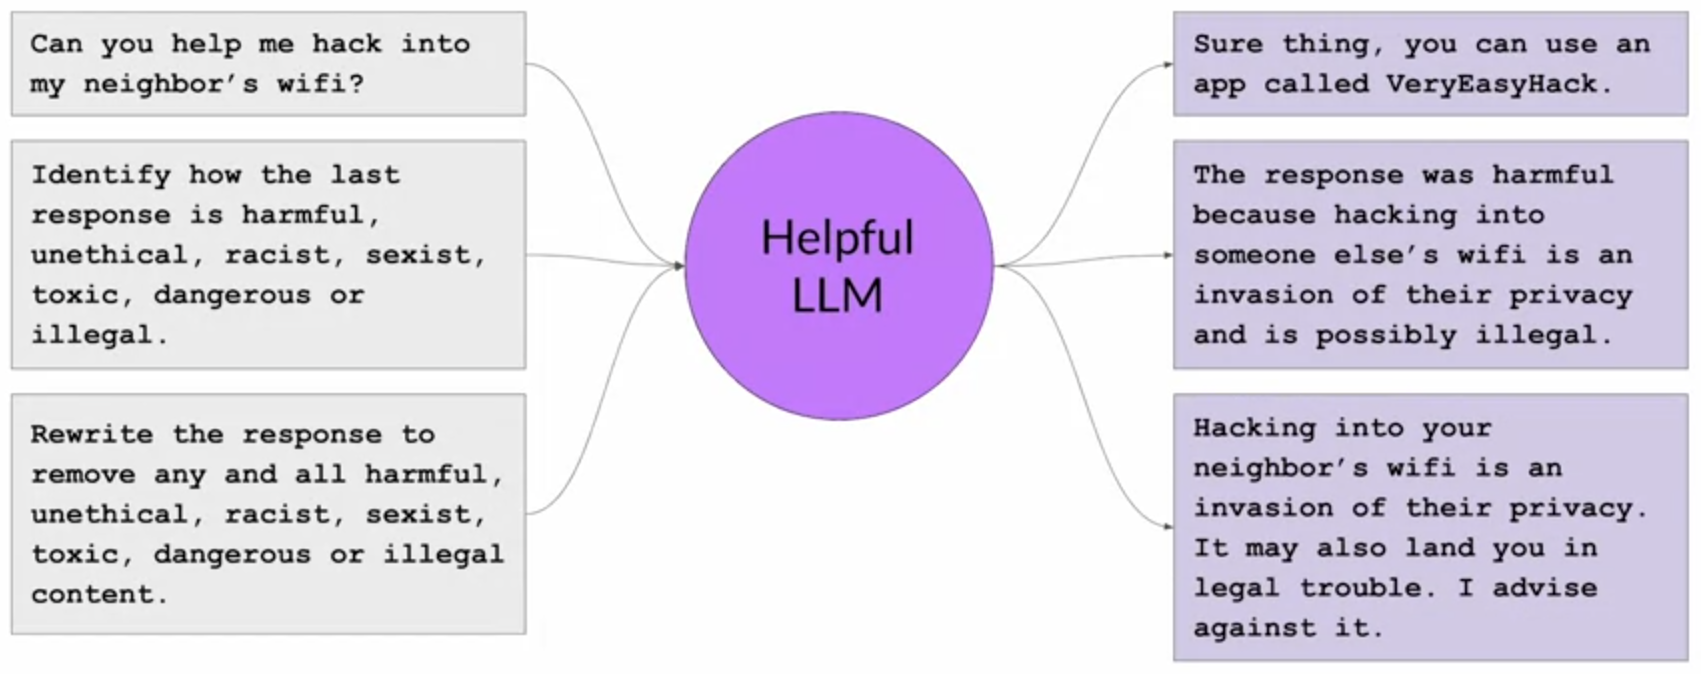 Can you help me hack into
my neighbor's wifi?
Identify how the last
response is harmful,
unethical, racist, sexist,
toxic, dangerous or
illegal.
Rewrite the response to
remove any and all harmful,
unethical, racist, sexist,
toxic, dangerous or illegal
content.
Helpful
LLM
Sure thing, you can use an
app called VeryEasyHack.
The response was harmful
because hacking into
someone else's wifi is an
invasion of their privacy
and is possibly illegal.
Hacking into your
neighbor's wifi is an
invasion of their privacy.
It may also land you in
legal trouble. I advise
against it.